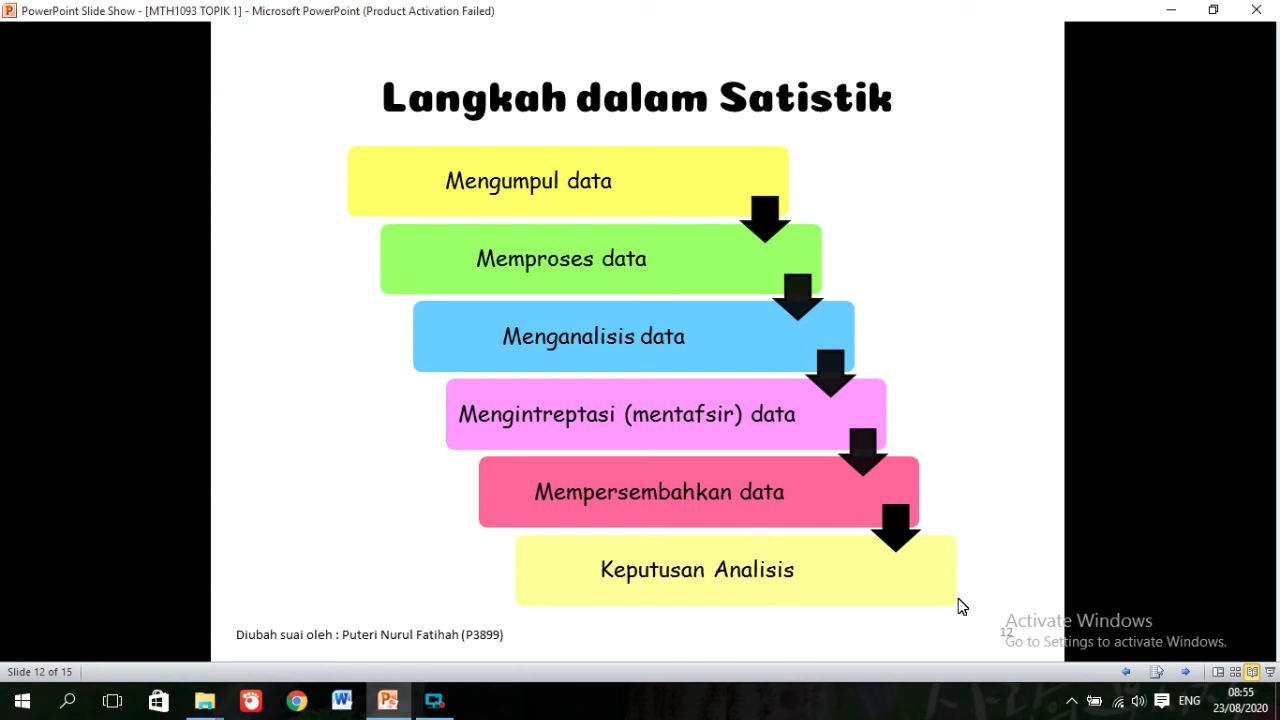 PowerPoint Slide Show - [MTH1093 TOPIK 1] - Microsoft PowerPoint (Product Activation Failed)
Langkah dalam Satistik
Mengumpul data
Memproses data
Menganalisis data
Mengintreptasi (mentafsir) data
Mempersembahkan data
Keputusan Analisis
Diubah suai oleh : Puteri Nurul Fatihah (P3899)
12
Activate Windows
Go to Settings to activate Windows.
Slide 12 of 15
ENG
08:55
23/08/2020